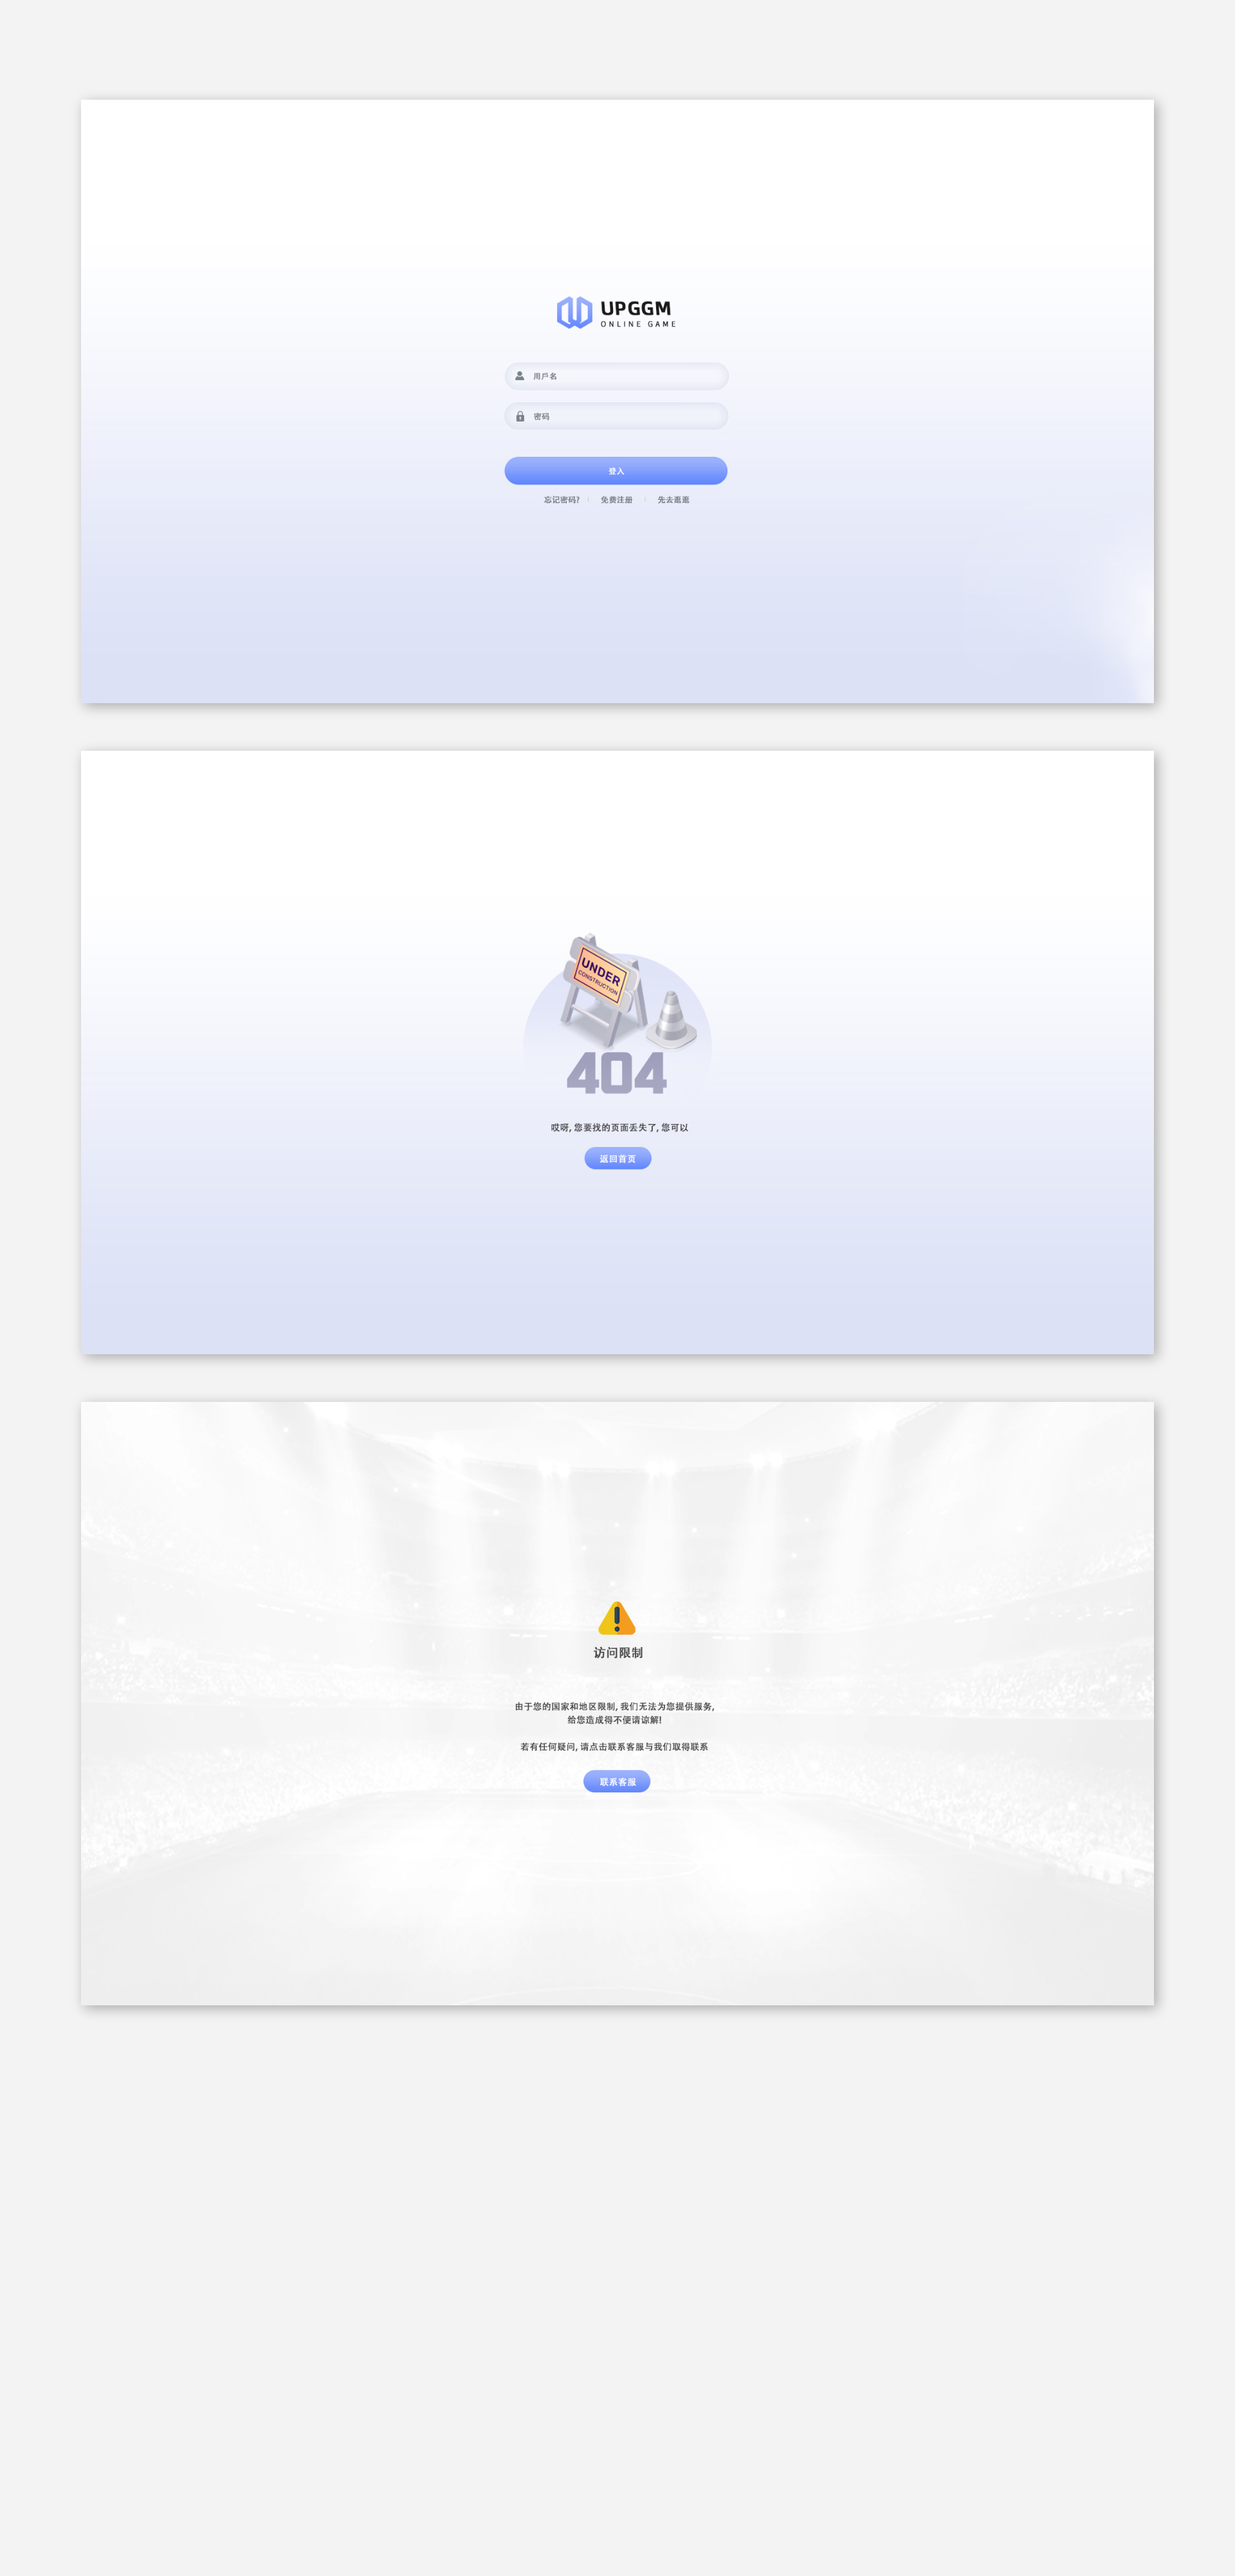 UPGGM
ONLINE GAME
用戶名
密码
登入
忘记密码? 免费注册 先去逛逛
UNDER
CONSTRUCTION
404
哎呀, 您要找的页面丢失了, 您可以
返回首页
访问限制
由于您的国家和地区限制, 我们无法为您提供服务,
给您造成得不便请谅解!
若有任何疑问, 请点击联系客服与我们取得联系
联系客服